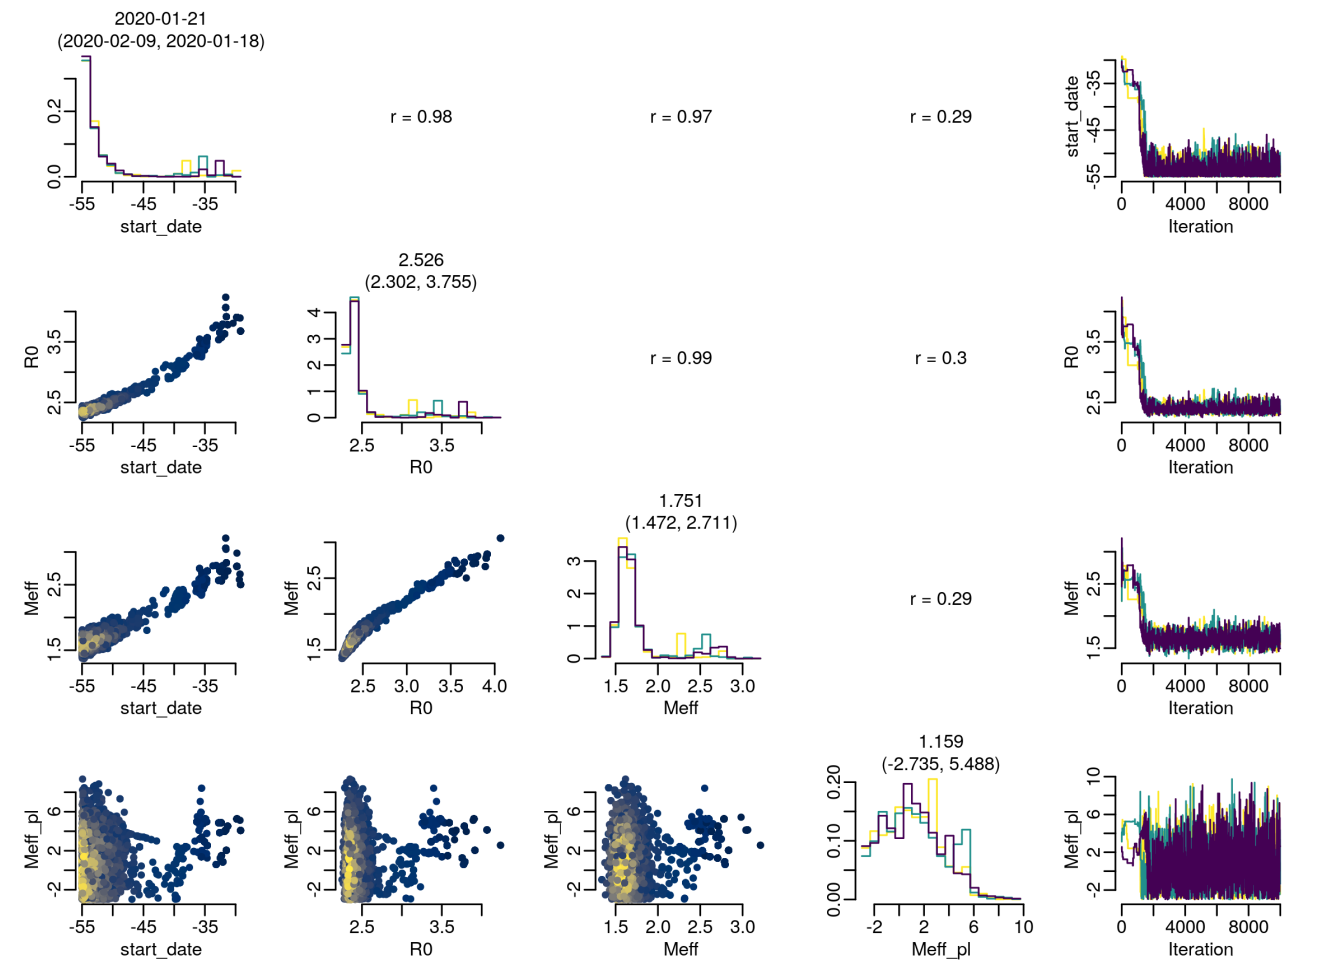 2020-01-21
(2020-02-09, 2020-01-18)
0.0 0.2
-55 -45 -35
start_date
r = 0.98
r = 0.97
r = 0.29
start_date
-55 -45 -35
0 4000 8000
Iteration
R0
2.5 3.5
-55 -45 -35
start_date
2.526
(2.302, 3.755)
0 1 2 3 4
2.5 3.5
R0
r = 0.99
r = 0.3
R0
2.5 3.5
0 4000 8000
Iteration
Meff
1.5 2.5
-55 -45 -35
start_date
Meff
1.5 2.5
2.5 3.0 3.5 4.0
R0
1.751
(1.472, 2.711)
0 1 2 3
1.5 2.0 2.5 3.0
Meff
r = 0.29
Meff
1.5 2.5
0 4000 8000
Iteration
Meff_pl
-2 2 6
-55 -45 -35
start_date
Meff_pl
-2 2 6
2.5 3.5
R0
Meff_pl
-2 2 6
1.5 2.0 2.5 3.0
Meff
1.159
(-2.735, 5.488)
0.00 0.10 0.20
-2 2 6 10
Meff_pl
Meff_pl
-2 2 6 10
0 4000 8000
Iteration